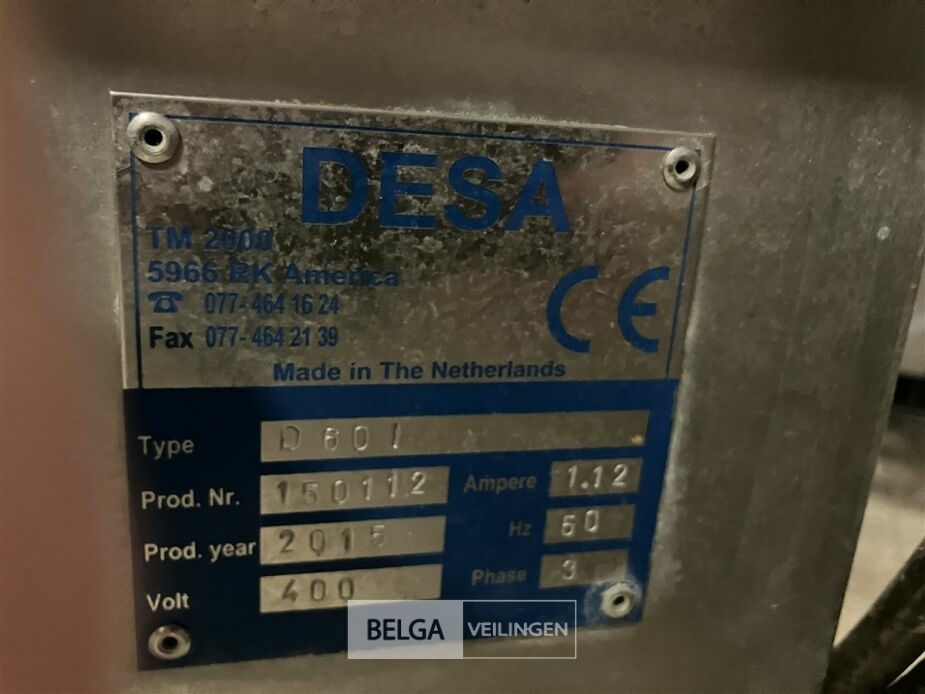 DESA
TM 2000
5966 RK America
☎ 077-464 16 24
Fax 077-464 21 39
CE
Made in The Netherlands
Type D601
Prod. Nr. 150112 Ampere 1.12
Prod. year 2015 Hz 50
Volt 400 Phase 3
BELGA VEILINGEN